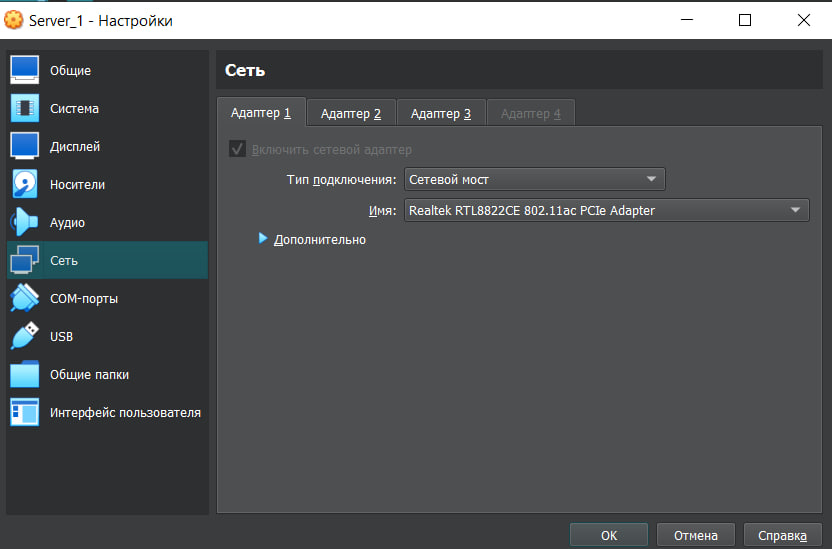 Server_1 - Настройки
Общие
Система
Дисплей
Носители
Аудио
Сеть
COM-порты
USB
Общие папки
Интерфейс пользователя
Сеть
Адаптер 1
Адаптер 2
Адаптер 3
Адаптер 4
Включить сетевой адаптер
Тип подключения: Сетевой мост
Имя: Realtek RTL8822CE 802.11ac PCIe Adapter
Дополнительно
OK
Отмена
Справка